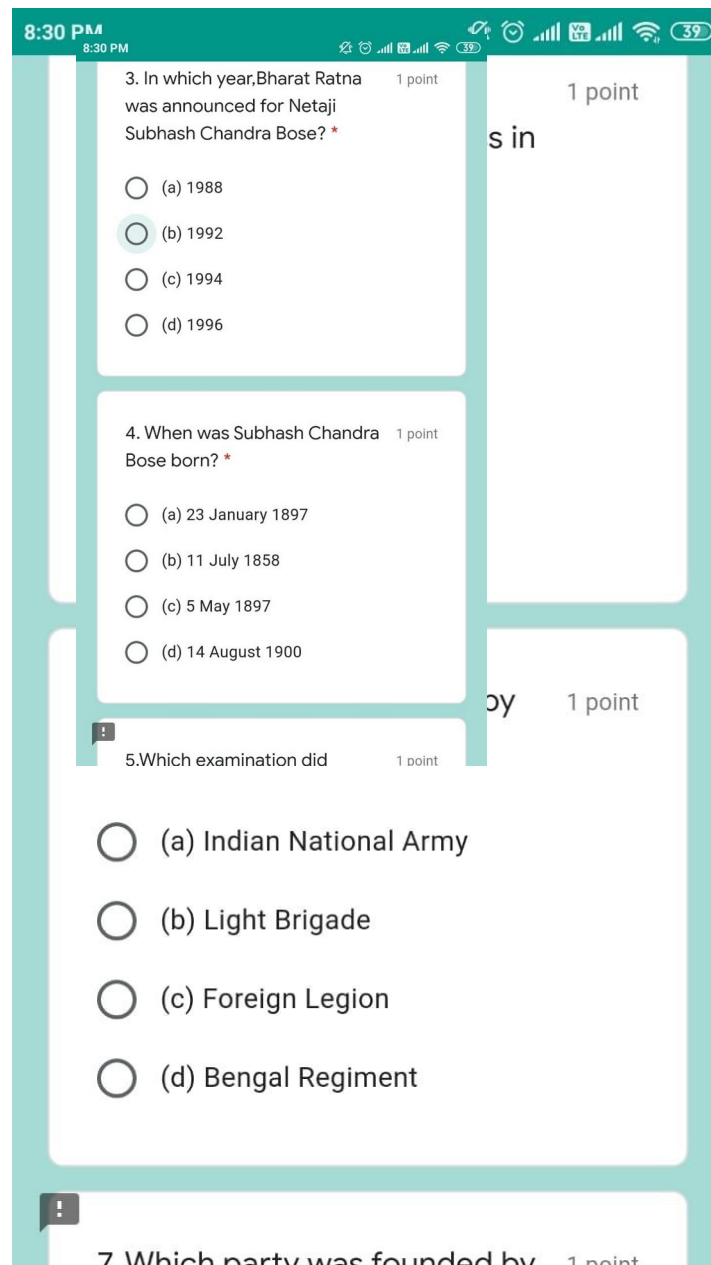 8:30 PM
39
8:30 PM
39
3. In which year,Bharat Ratna
was announced for Netaji
Subhash Chandra Bose? *
1 point
(a) 1988
(b) 1992
(c) 1994
(d) 1996
4. When was Subhash Chandra
Bose born? *
1 point
(a) 23 January 1897
(b) 11 July 1858
(c) 5 May 1897
(d) 14 August 1900
5.Which examination did
1 point
1 point
s in
by
1 point
(a) Indian National Army
(b) Light Brigade
(c) Foreign Legion
(d) Bengal Regiment
7. Which party was founded by
1 point